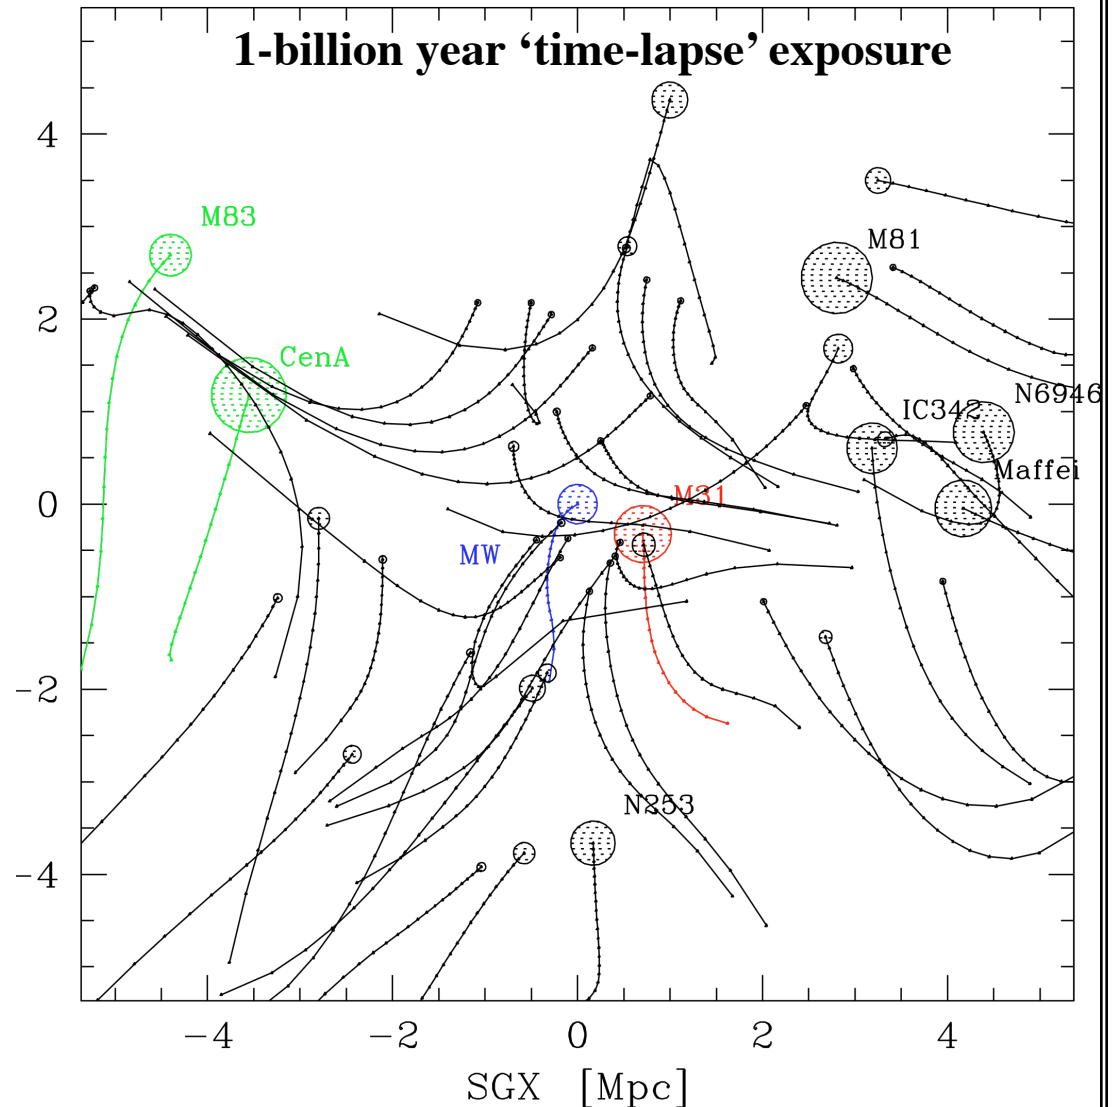 1-billion year ‘time-lapse’ exposure
4
M83
M81
2
CenA
N6946
IC342
Maffei
M31
0
MW
-2
N253
-4
-4 -2 0 2 4
SGX [Mpc]